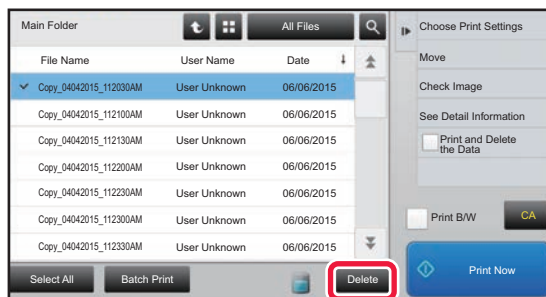 Main Folder
All Files
File Name User Name Date
Copy_04042015_112030AM User Unknown 06/06/2015
Copy_04042015_112100AM User Unknown 06/06/2015
Copy_04042015_112130AM User Unknown 06/06/2015
Copy_04042015_112200AM User Unknown 06/06/2015
Copy_04042015_112230AM User Unknown 06/06/2015
Copy_04042015_112300AM User Unknown 06/06/2015
Copy_04042015_112330AM User Unknown 06/06/2015
Select All Batch Print Delete
Choose Print Settings
Move
Check Image
See Detail Information
Print and Delete
the Data
Print B/W CA
Print Now